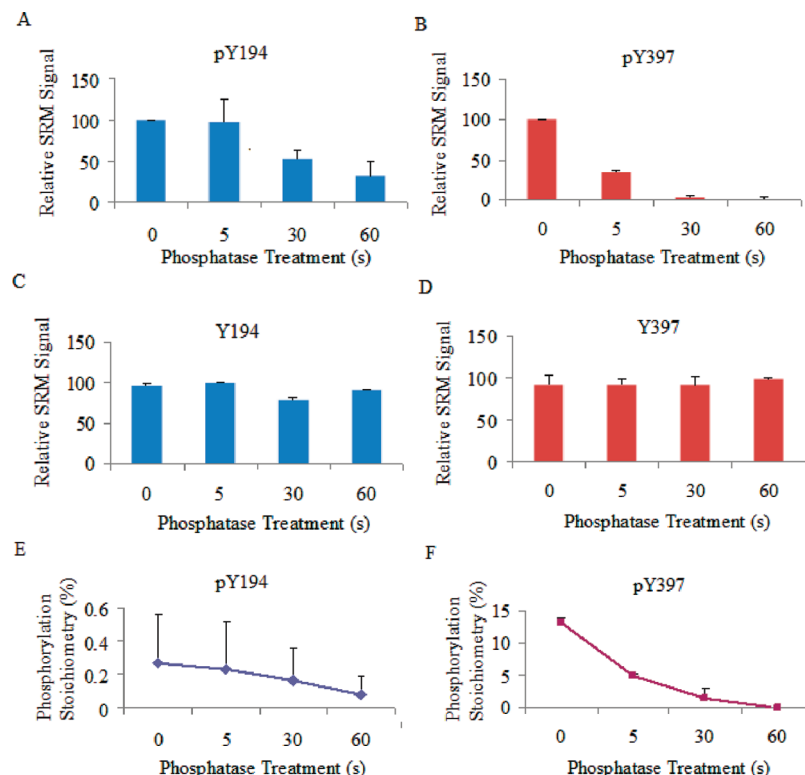 A
pY194
Relative SRM Signal
150
100
50
0
0 5 30 60
Phosphatase Treatment (s)
B
pY397
Relative SRM Signal
150
100
50
0
0 5 30 60
Phosphatase Treatment (s)
C
Y194
Relative SRM Signal
150
100
50
0
0 5 30 60
Phosphatase Treatment (s)
D
Y397
Relative SRM Signal
150
100
50
0
0 5 30 60
Phosphatase Treatment (s)
E
pY194
Phosphorylation
Stoichiometry (%)
0.6
0.4
0.2
0
0 5 30 60
Phosphatase Treatment (s)
F
pY397
Phosphorylation
Stoichiometry (%)
15
10
5
0
0 5 30 60
Phosphatase Treatment (s)